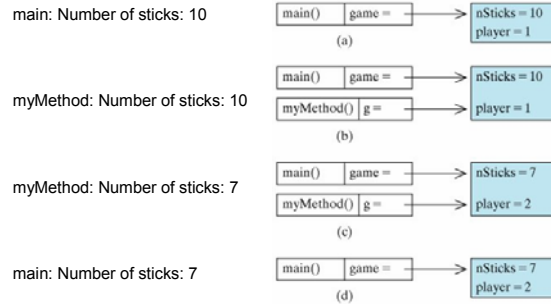 main: Number of sticks: 10
main() game = nSticks = 10
player = 1
(a)
myMethod: Number of sticks: 10
main() game = nSticks = 10
myMethod() g = player = 1
(b)
myMethod: Number of sticks: 7
main() game = nSticks = 7
myMethod() g = player = 2
(c)
main: Number of sticks: 7
main() game = nSticks = 7
player = 2
(d)